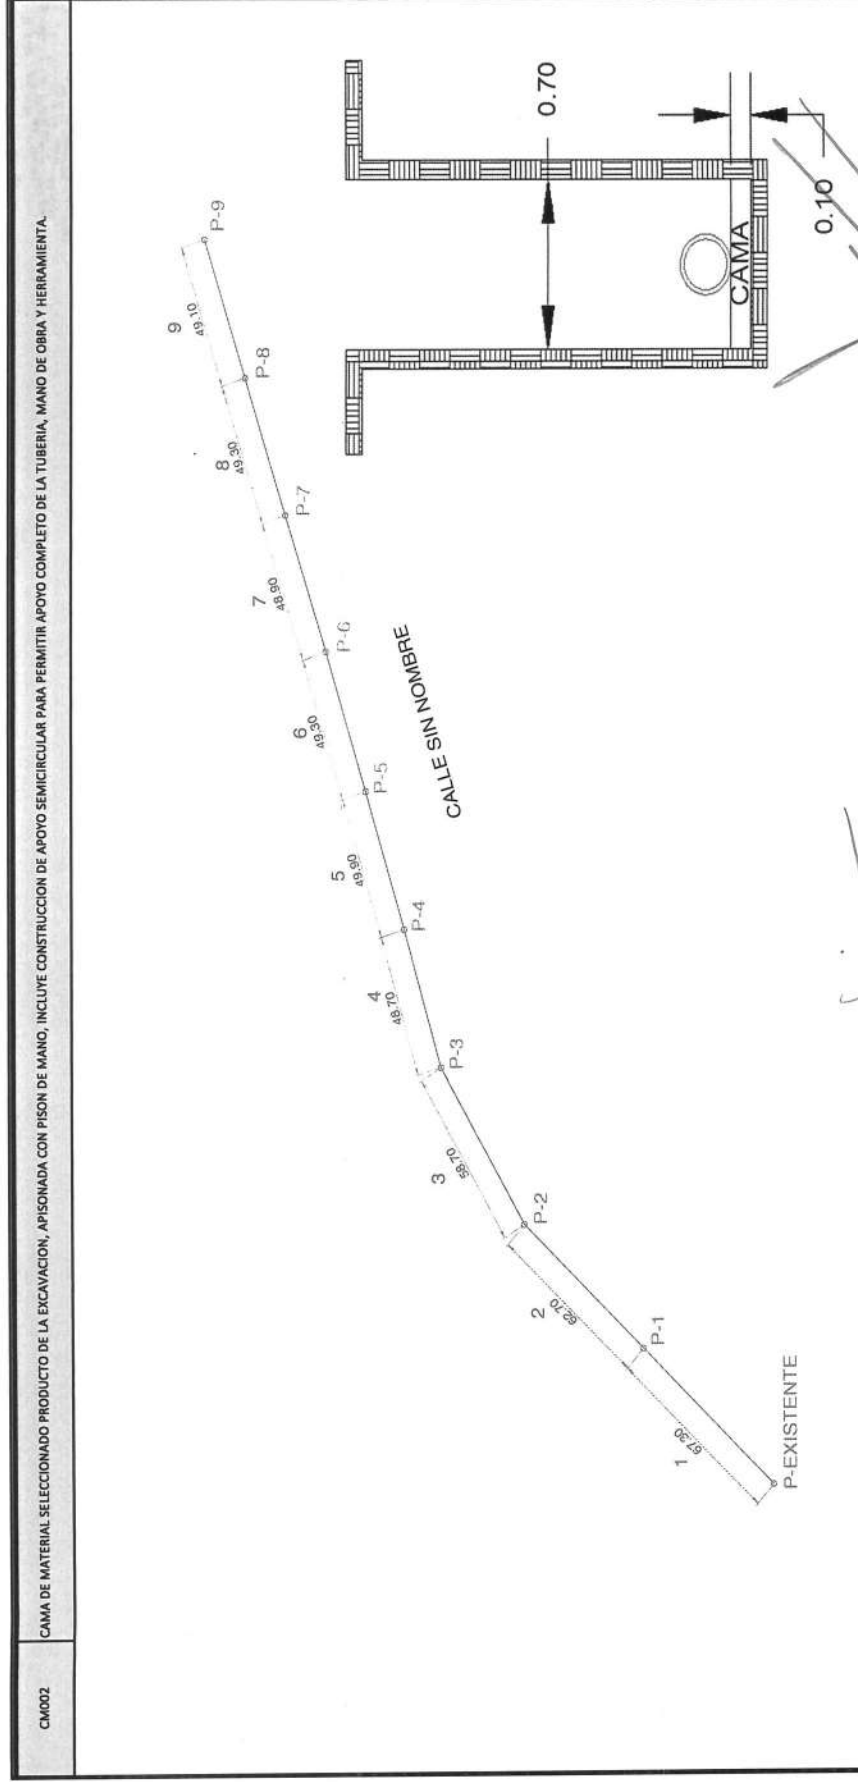 CM002
CAMA DE MATERIAL SELECCIONADO PRODUCTO DE LA EXCAVACION, APISONADA CON PISON DE MANO, INCLUYE CONSTRUCCION DE APOYO SEMICIRCULAR PARA PERMITIR APOYO COMPLETO DE LA TUBERIA, MANO DE OBRA Y HERRAMIENTA.
P-EXISTENTE
1
67.30
P-1
2
62.70
P-2
3
58.70
P-3
4
48.70
P-4
5
49.90
P-5
6
49.30
P-6
7
48.90
P-7
8
49.30
P-8
9
49.10
P-9
CALLE SIN NOMBRE
0.70
CAMA
0.10